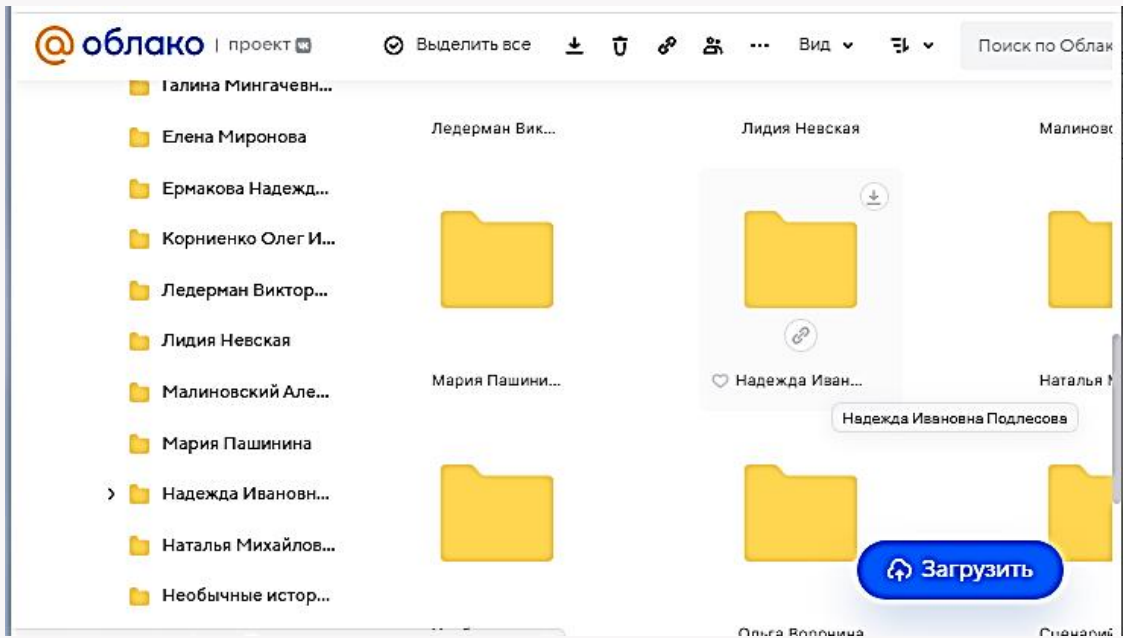 облако | проект
Выделить все
Вид
Поиск по Облак
Галина Мингачевн...
Елена Миронова
Ермакова Надежд...
Корниенко Олег И...
Ледерман Виктор...
Лидия Невская
Малиновский Але...
Мария Пашинина
Надежда Ивановн...
Наталья Михайлов...
Необычные истор...
Ледерман Вик...
Лидия Невская
Малиновс
Мария Пашини...
Надежда Иван...
Наталья М
Надежда Ивановна Подлесова
Загрузить
Ольга Воронина
Сценарий